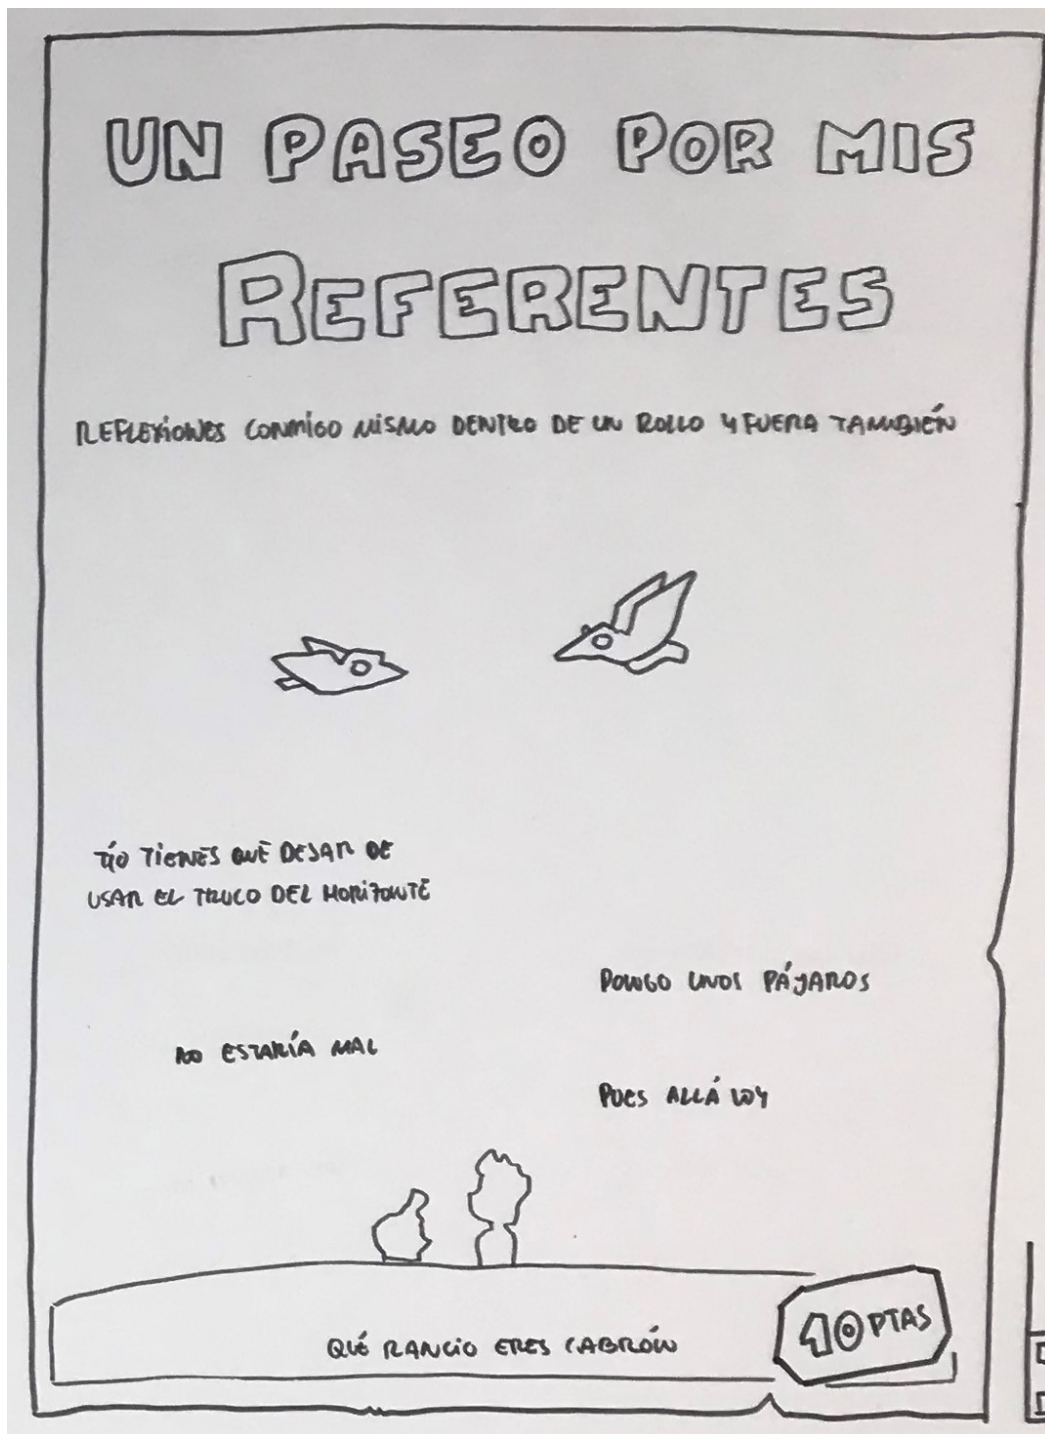 UN PASEO POR MIS
REFERENTES
REFLEXIONES CONMIGO MISMO DENTRO DE UN ROLLO Y FUERA TAMBIÉN
TÍO TIENES QUE DEJAR DE
USAR EL TRUCO DEL HORIZONTE
PONGO UNOS PÁJAROS
NO ESTARÍA MAL
PUES ALLÁ VOY
QUÉ RANCIO ERES CABRÓN
10 PTAS